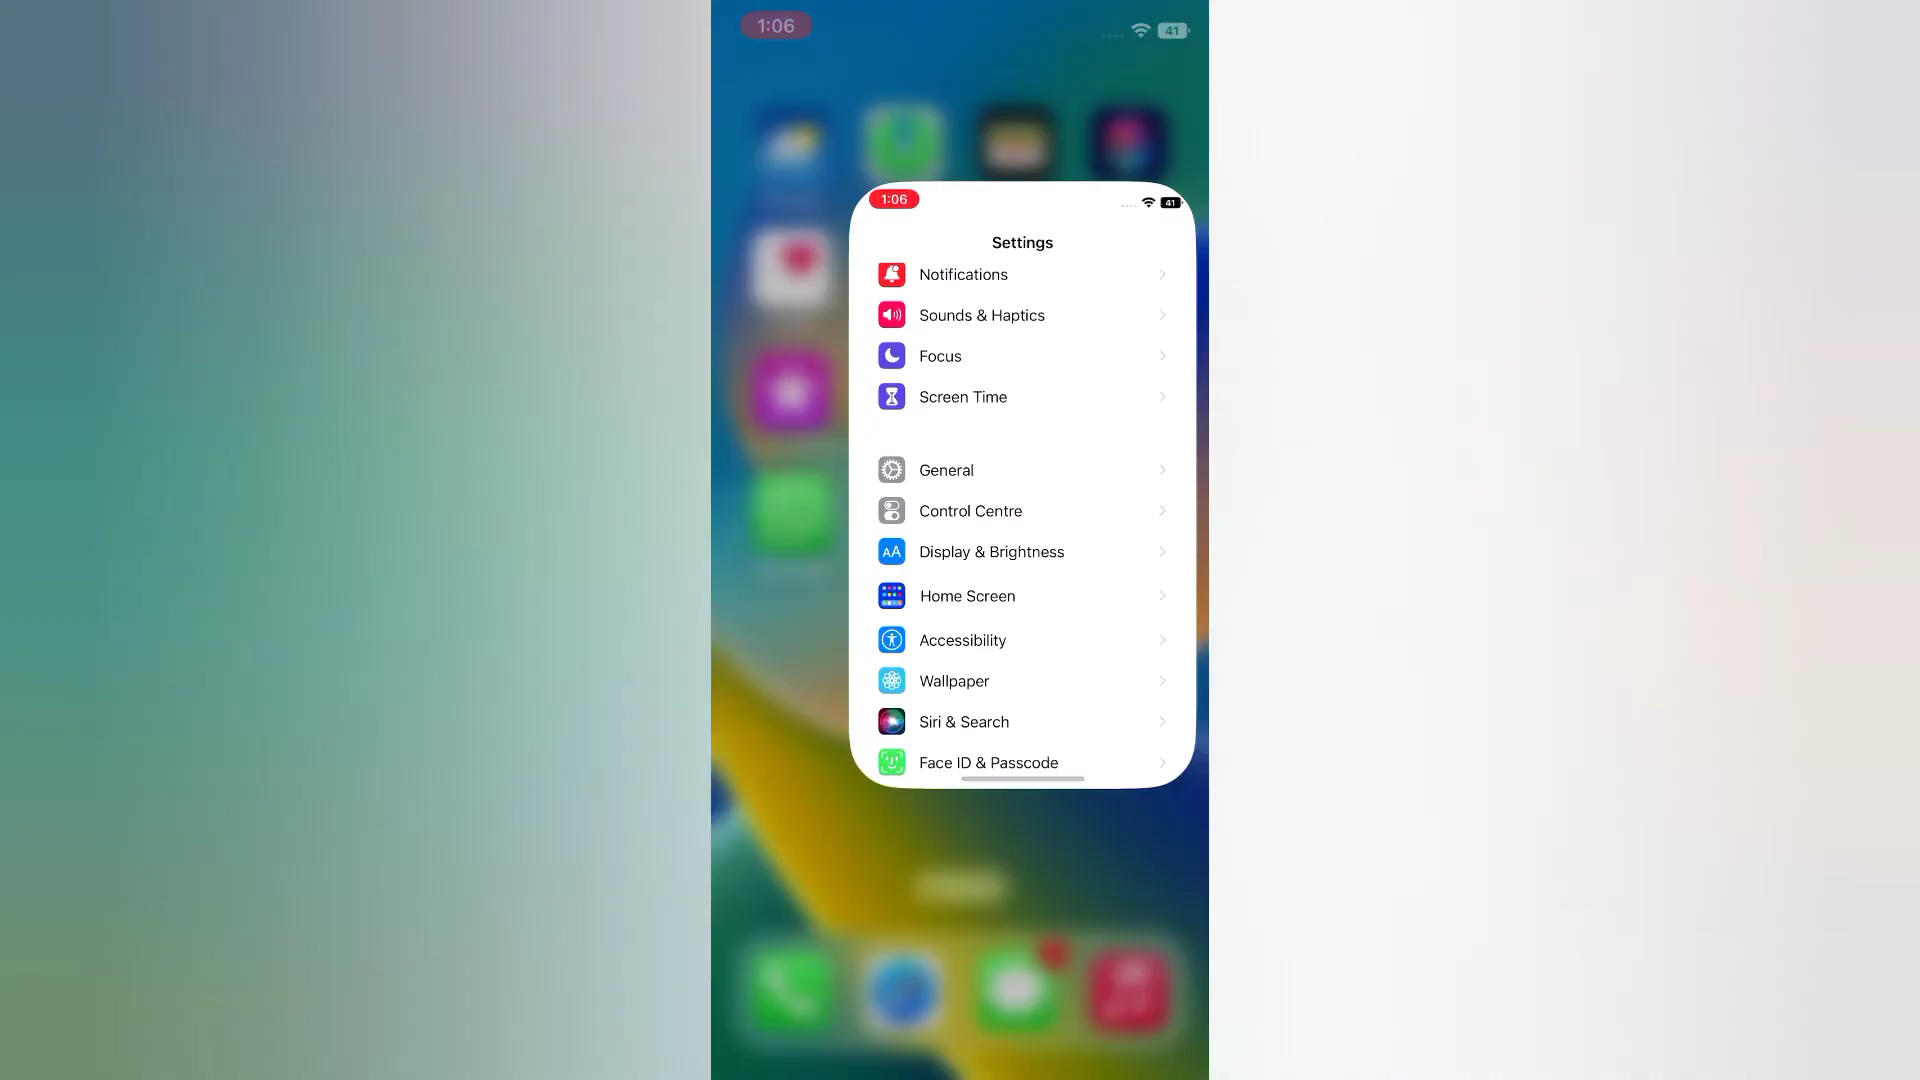 1:06
41
1:06
41
Settings
Notifications
Sounds & Haptics
Focus
Screen Time
General
Control Centre
AA Display & Brightness
Home Screen
Accessibility
Wallpaper
Siri & Search
Face ID & Passcode